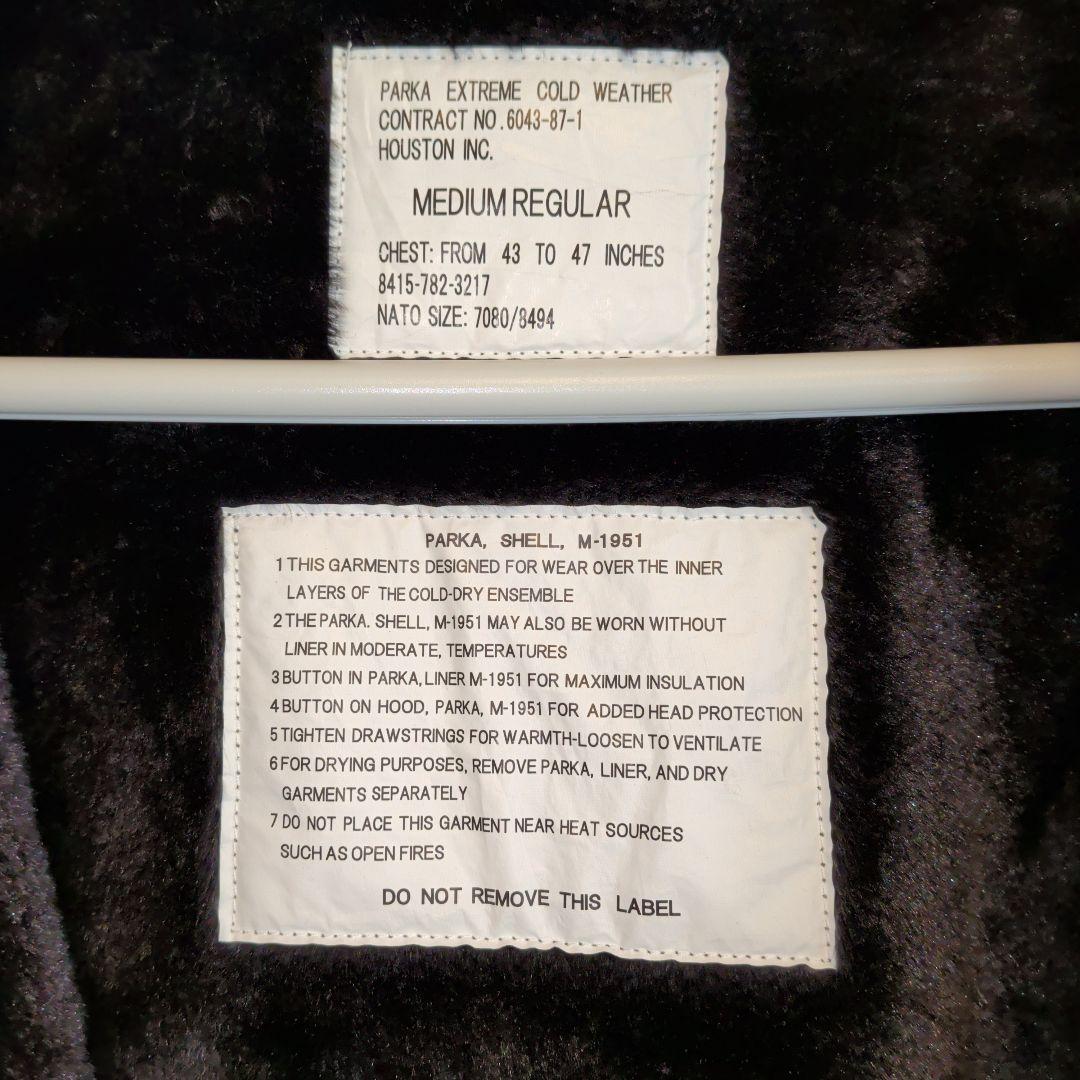 PARKA EXTREME COLD WEATHER
CONTRACT NO.6043-87-1
HOUSTON INC.
MEDIUM REGULAR
CHEST: FROM 43 TO 47 INCHES
8415-782-3217
NATO SIZE: 7080/8494
PARKA, SHELL, M-1951
1 THIS GARMENTS DESIGNED FOR WEAR OVER THE INNER
LAYERS OF THE COLD-DRY ENSEMBLE
2 THE PARKA. SHELL, M-1951 MAY ALSO BE WORN WITHOUT
LINER IN MODERATE, TEMPERATURES
3 BUTTON IN PARKA, LINER M-1951 FOR MAXIMUM INSULATION
4 BUTTON ON HOOD, PARKA, M-1951 FOR ADDED HEAD PROTECTION
5 TIGHTEN DRAWSTRINGS FOR WARMTH-LOOSEN TO VENTILATE
6 FOR DRYING PURPOSES, REMOVE PARKA, LINER, AND DRY
GARMENTS SEPARATELY
7 DO NOT PLACE THIS GARMENT NEAR HEAT SOURCES
SUCH AS OPEN FIRES
DO NOT REMOVE THIS LABEL